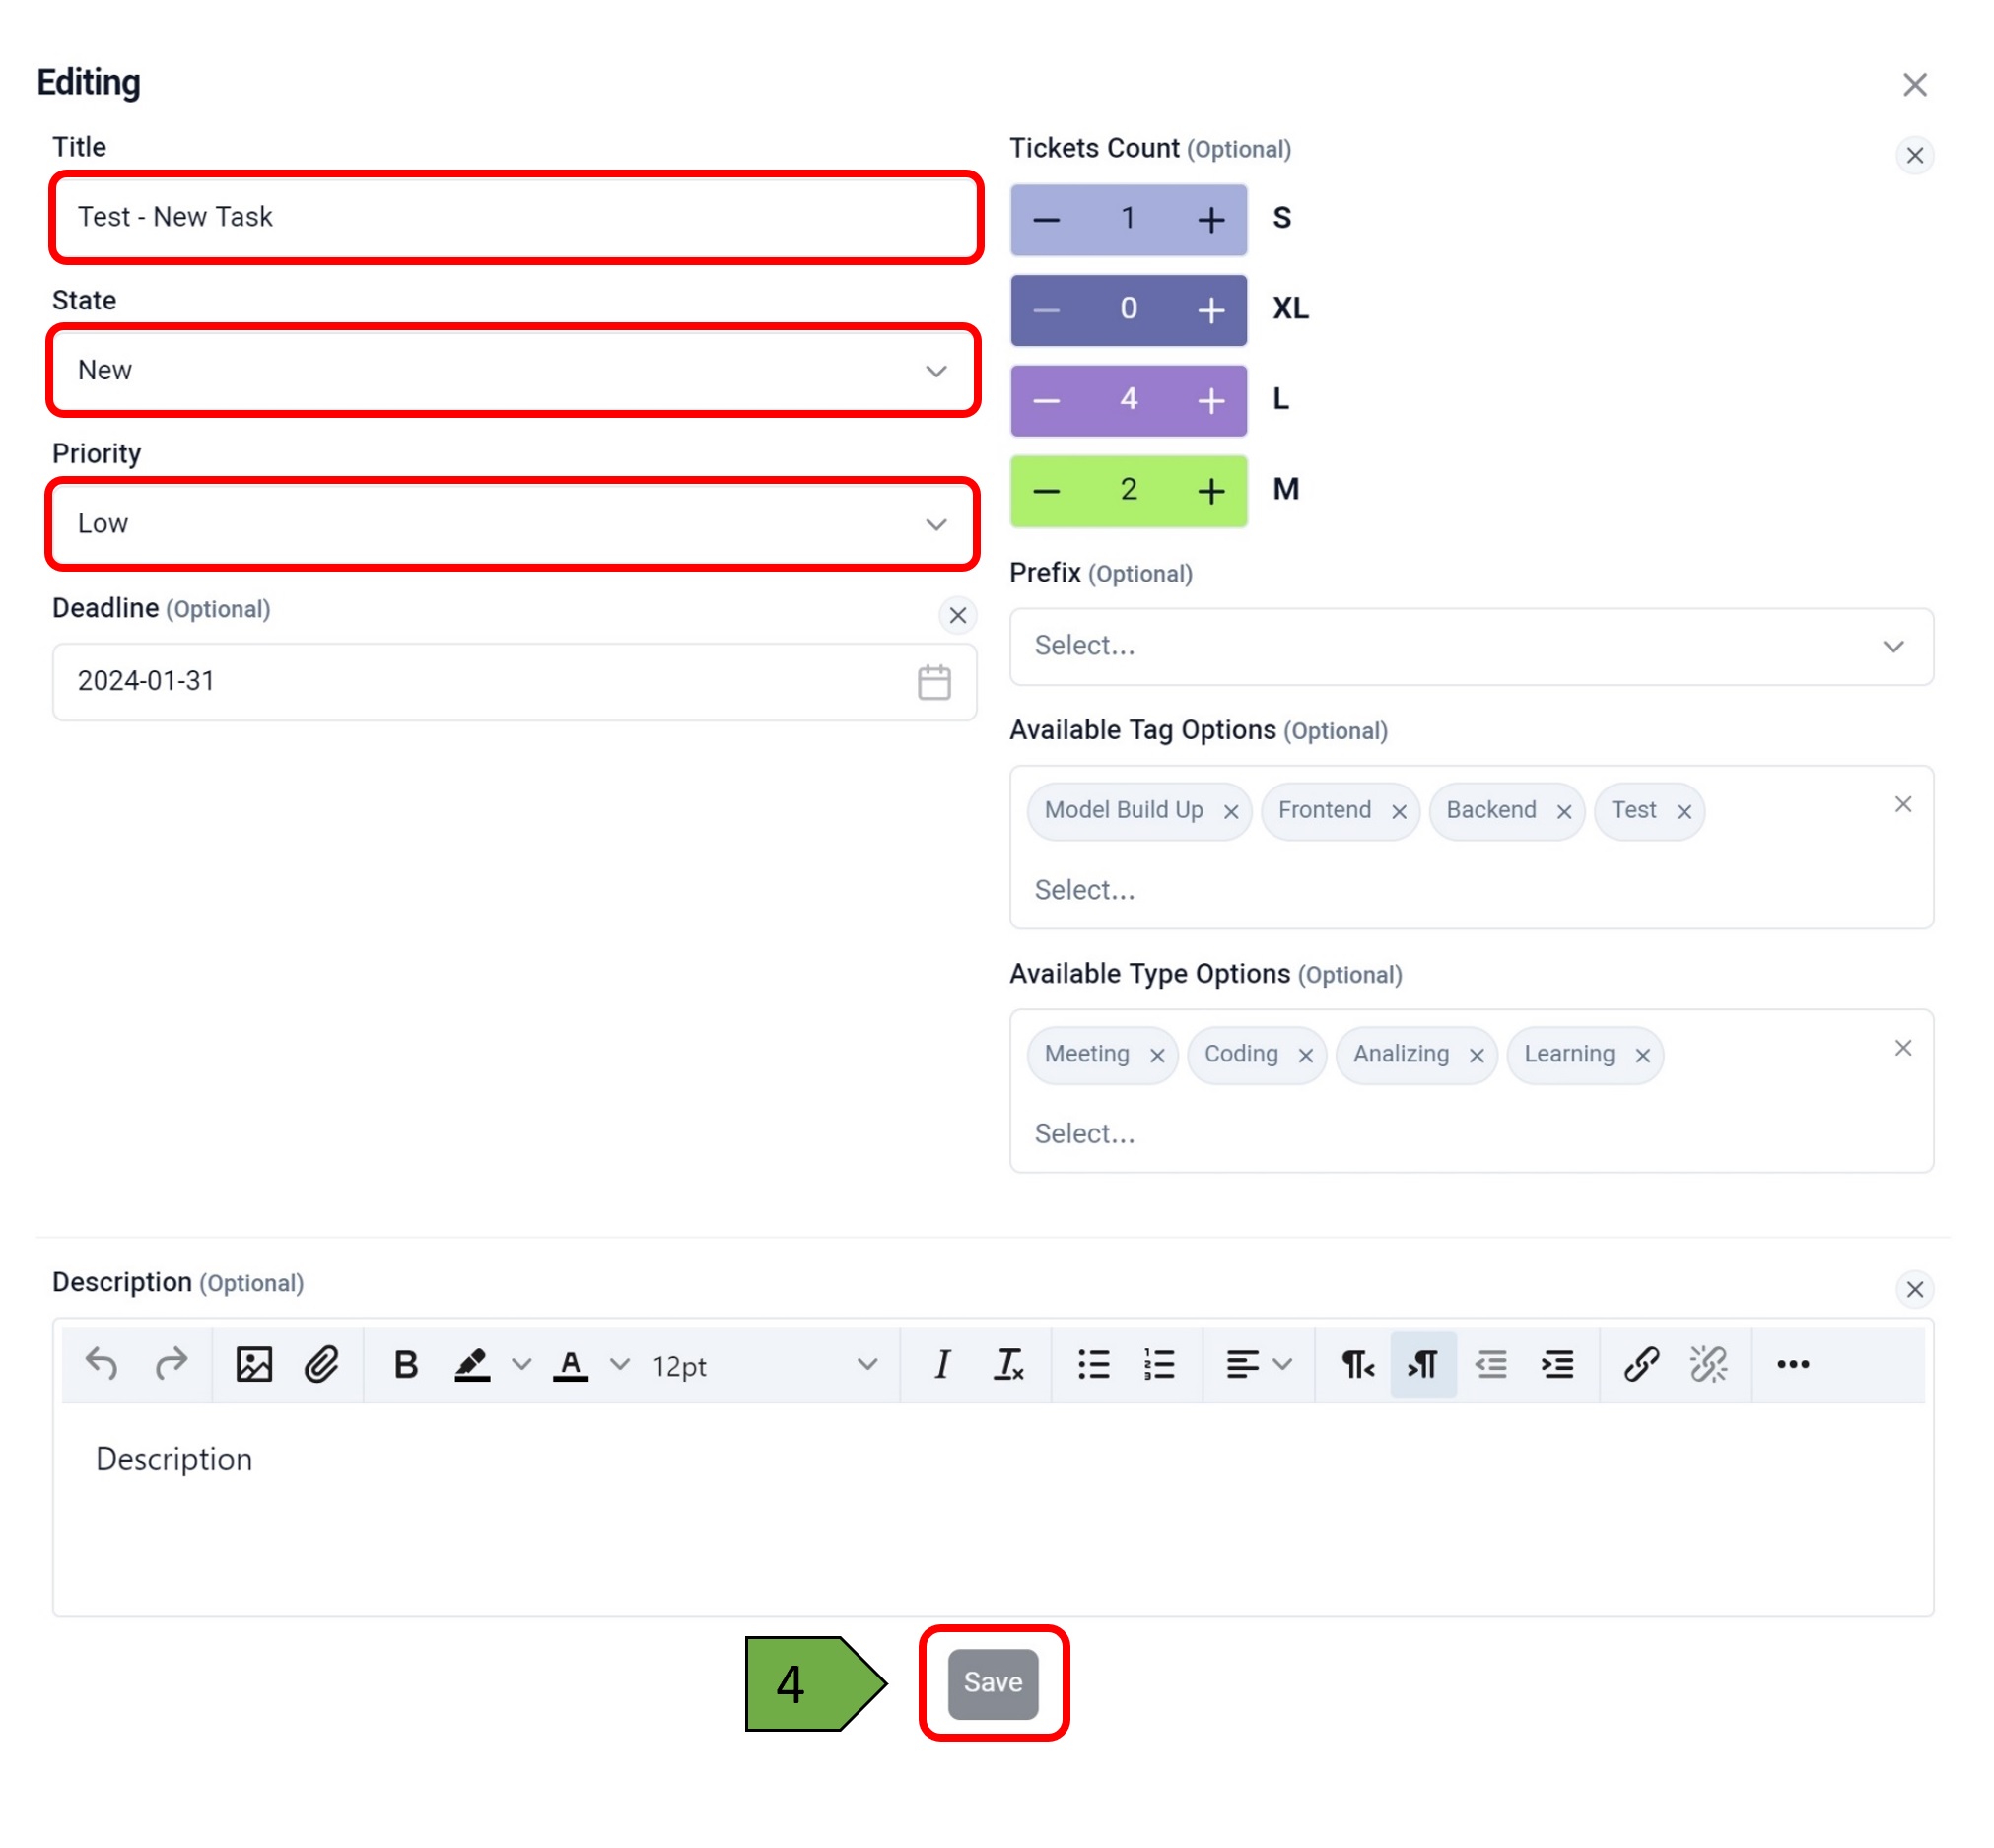 Editing
Title
Test - New Task
State
New
Priority
Low
Deadline (Optional)
2024-01-31
Tickets Count (Optional)
1 S
0 XL
4 L
2 M
Prefix (Optional)
Select...
Available Tag Options (Optional)
Model Build Up Frontend Backend Test
Select...
Available Type Options (Optional)
Meeting Coding Analizing Learning
Select...
Description (Optional)
12pt
Description
4 Save